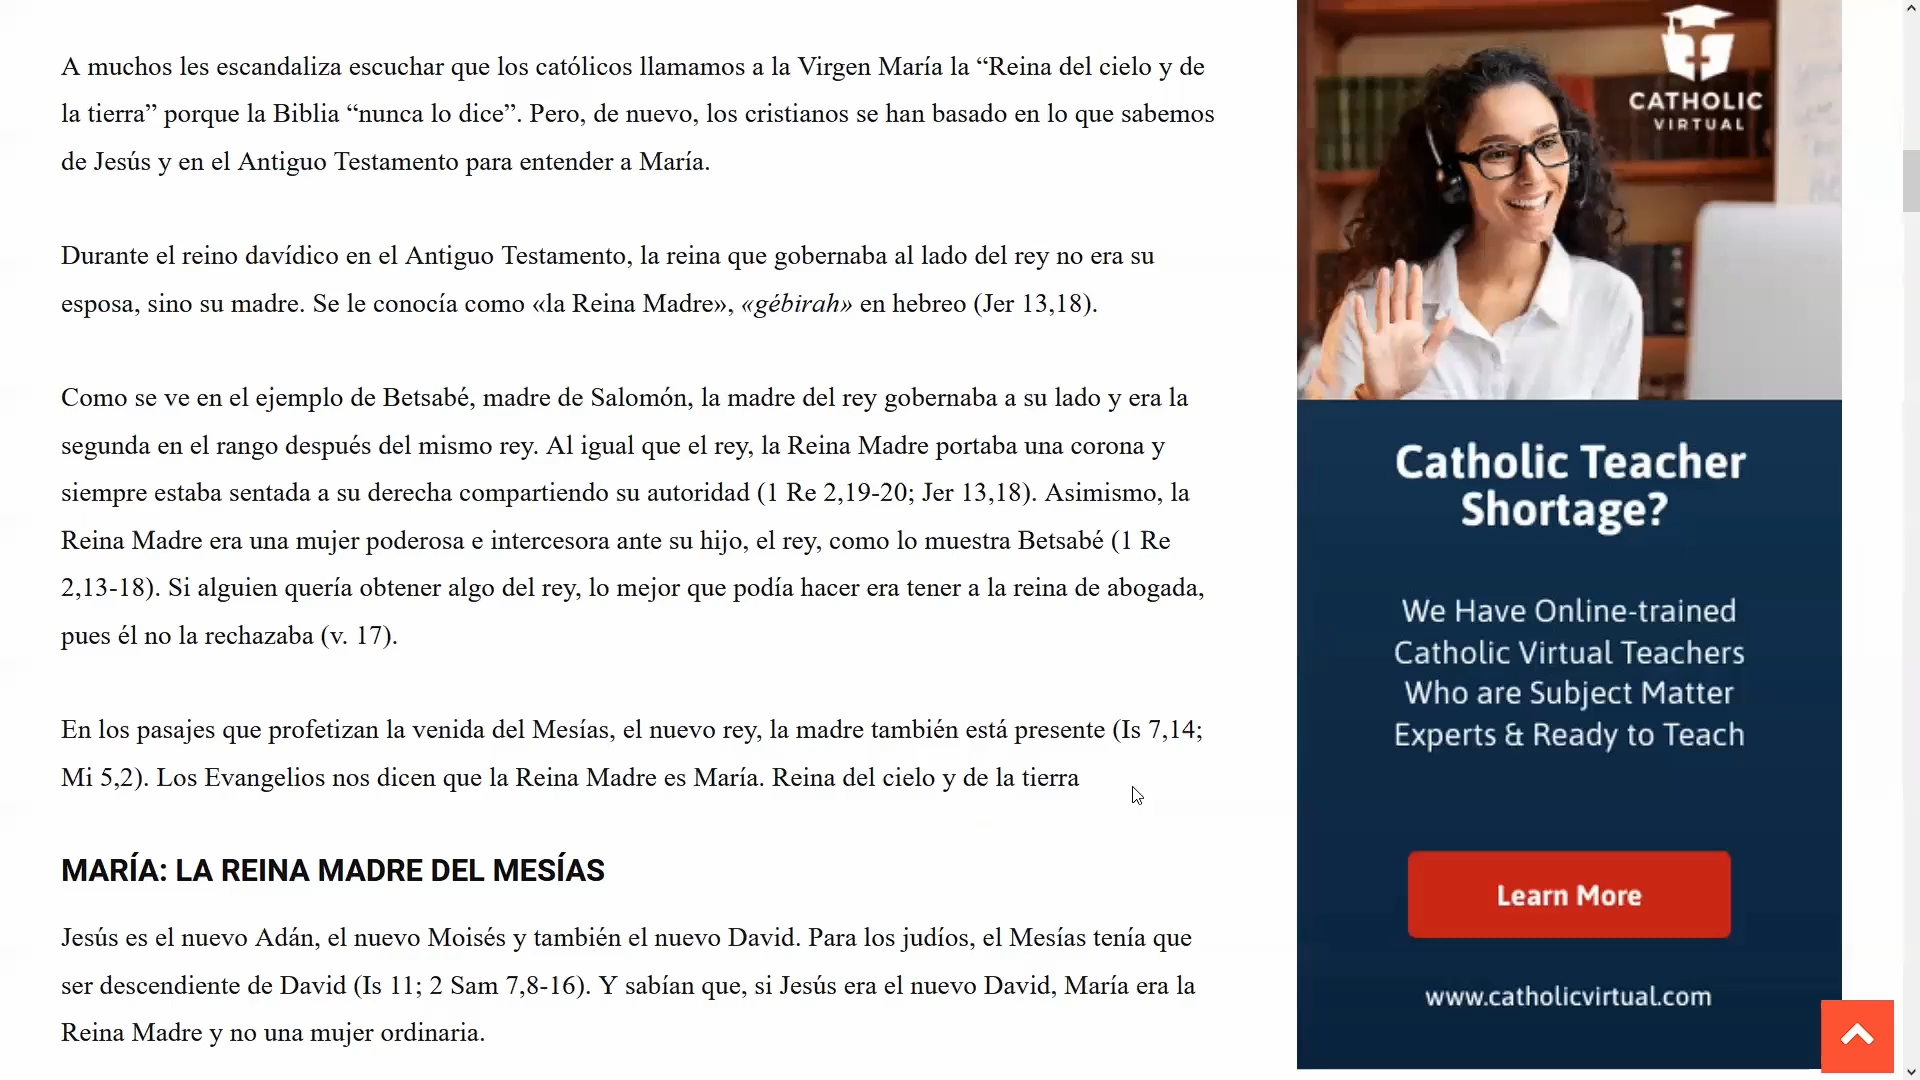 A muchos les escandaliza escuchar que los católicos llamamos a la Virgen María la “Reina del cielo y de
la tierra” porque la Biblia “nunca lo dice”. Pero, de nuevo, los cristianos se han basado en lo que sabemos
de Jesús y en el Antiguo Testamento para entender a María.
Durante el reino davídico en el Antiguo Testamento, la reina que gobernaba al lado del rey no era su
esposa, sino su madre. Se le conocía como «la Reina Madre», «gébirah» en hebreo (Jer 13,18).
Como se ve en el ejemplo de Betsabé, madre de Salomón, la madre del rey gobernaba a su lado y era la
segunda en el rango después del mismo rey. Al igual que el rey, la Reina Madre portaba una corona y
siempre estaba sentada a su derecha compartiendo su autoridad (1 Re 2,19-20; Jer 13,18). Asimismo, la
Reina Madre era una mujer poderosa e intercesora ante su hijo, el rey, como lo muestra Betsabé (1 Re
2,13-18). Si alguien quería obtener algo del rey, lo mejor que podía hacer era tener a la reina de abogada,
pues él no la rechazaba (v. 17).
En los pasajes que profetizan la venida del Mesías, el nuevo rey, la madre también está presente (Is 7,14;
Mi 5,2). Los Evangelios nos dicen que la Reina Madre es María. Reina del cielo y de la tierra
MARÍA: LA REINA MADRE DEL MESÍAS
Jesús es el nuevo Adán, el nuevo Moisés y también el nuevo David. Para los judíos, el Mesías tenía que
ser descendiente de David (Is 11; 2 Sam 7,8-16). Y sabían que, si Jesús era el nuevo David, María era la
Reina Madre y no una mujer ordinaria.
CATHOLIC
VIRTUAL
Catholic Teacher
Shortage?
We Have Online-trained
Catholic Virtual Teachers
Who are Subject Matter
Experts & Ready to Teach
Learn More
www.catholicvirtual.com